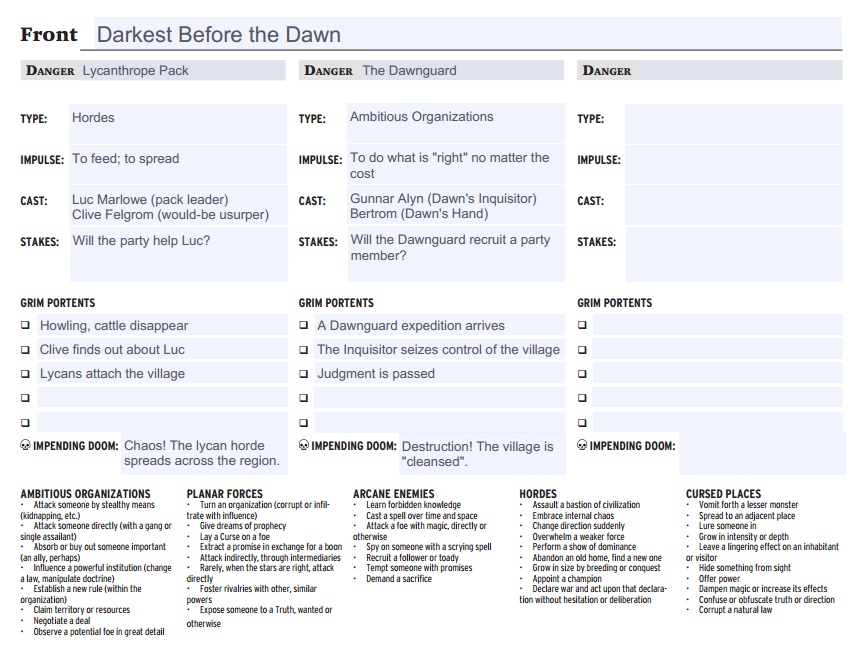 Front Darkest Before the Dawn
DANGER Lycanthrope Pack
TYPE: Hordes
IMPULSE: To feed; to spread
CAST: Luc Marlowe (pack leader)
Clive Felgrom (would-be usurper)
STAKES: Will the party help Luc?
GRIM PORTENTS
Howling, cattle disappear
Clive finds out about Luc
Lycans attach the village
IMPENDING DOOM: Chaos! The lycan horde
spreads across the region.
DANGER The Dawnguard
TYPE: Ambitious Organizations
IMPULSE: To do what is "right" no matter the
cost
CAST: Gunnar Alyn (Dawn's Inquisitor)
Bertrom (Dawn's Hand)
STAKES: Will the Dawnguard recruit a party
member?
GRIM PORTENTS
A Dawnguard expedition arrives
The Inquisitor seizes control of the village
Judgment is passed
IMPENDING DOOM: Destruction! The village is
"cleansed".
DANGER
TYPE:
IMPULSE:
CAST:
STAKES:
GRIM PORTENTS
IMPENDING DOOM:
AMBITIOUS ORGANIZATIONS
· Attack someone by stealthy means
(kidnapping, etc.)
· Attack someone directly (with a gang or
single assailant)
· Absorb or buy out someone important
(an ally, perhaps)
· Influence a powerful institution (change
a law, manipulate doctrine)
· Establish a new rule (within the
organization)
· Claim territory or resources
· Negotiate a deal
· Observe a potential foe in great detail
PLANAR FORCES
· Turn an organization (corrupt or infil-
trate with influence)
· Give dreams of prophecy
· Lay a Curse on a foe
· Extract a promise in exchange for a boon
· Attack indirectly, through intermediaries
· Rarely, when the stars are right, attack
directly
· Foster rivalries with other, similar
powers
· Expose someone to a Truth, wanted or
otherwise
ARCANE ENEMIES
· Learn forbidden knowledge
· Cast a spell over time and space
· Attack a foe with magic, directly or
otherwise
· Spy on someone with a scrying spell
· Recruit a follower or toady
· Tempt someone with promises
· Demand a sacrifice
HORDES
· Assault a bastion of civilization
· Embrace internal chaos
· Change direction suddenly
· Overwhelm a weaker force
· Perform a show of dominance
· Abandon an old home, find a new one
· Grow in size by breeding or conquest
· Appoint a champion
· Declare war and act upon that declara-
tion without hesitation or deliberation
CURSED PLACES
· Vomit forth a lesser monster
· Spread to an adjacent place
· Lure someone in
· Grow in intensity or depth
· Leave a lingering effect on an inhabitant
or visitor
· Hide something from sight
· Offer power
· Dampen magic or increase its effects
· Confuse or obfuscate truth or direction
· Corrupt a natural law